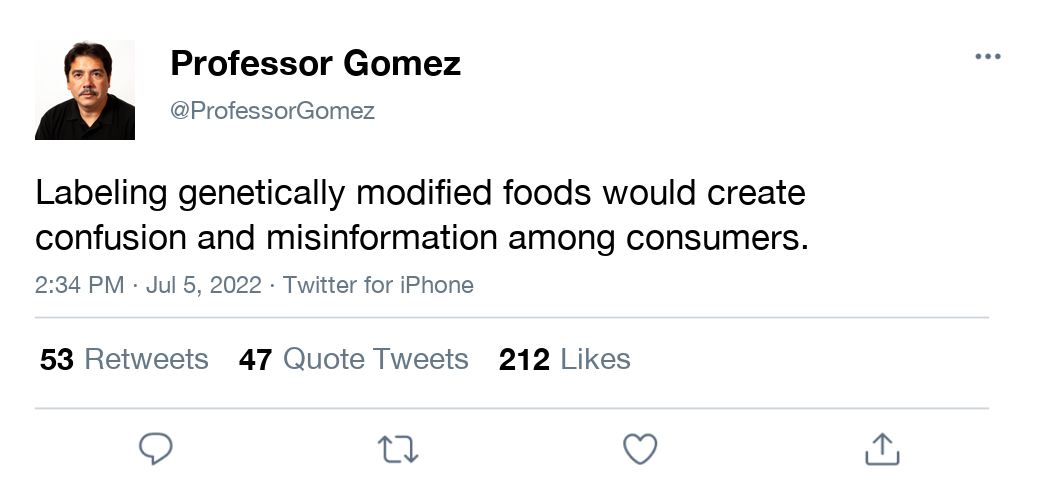 Professor Gomez
@ProfessorGomez
Labeling genetically modified foods would create
confusion and misinformation among consumers.
2:34 PM · Jul 5, 2022 · Twitter for iPhone
53 Retweets 47 Quote Tweets 212 Likes